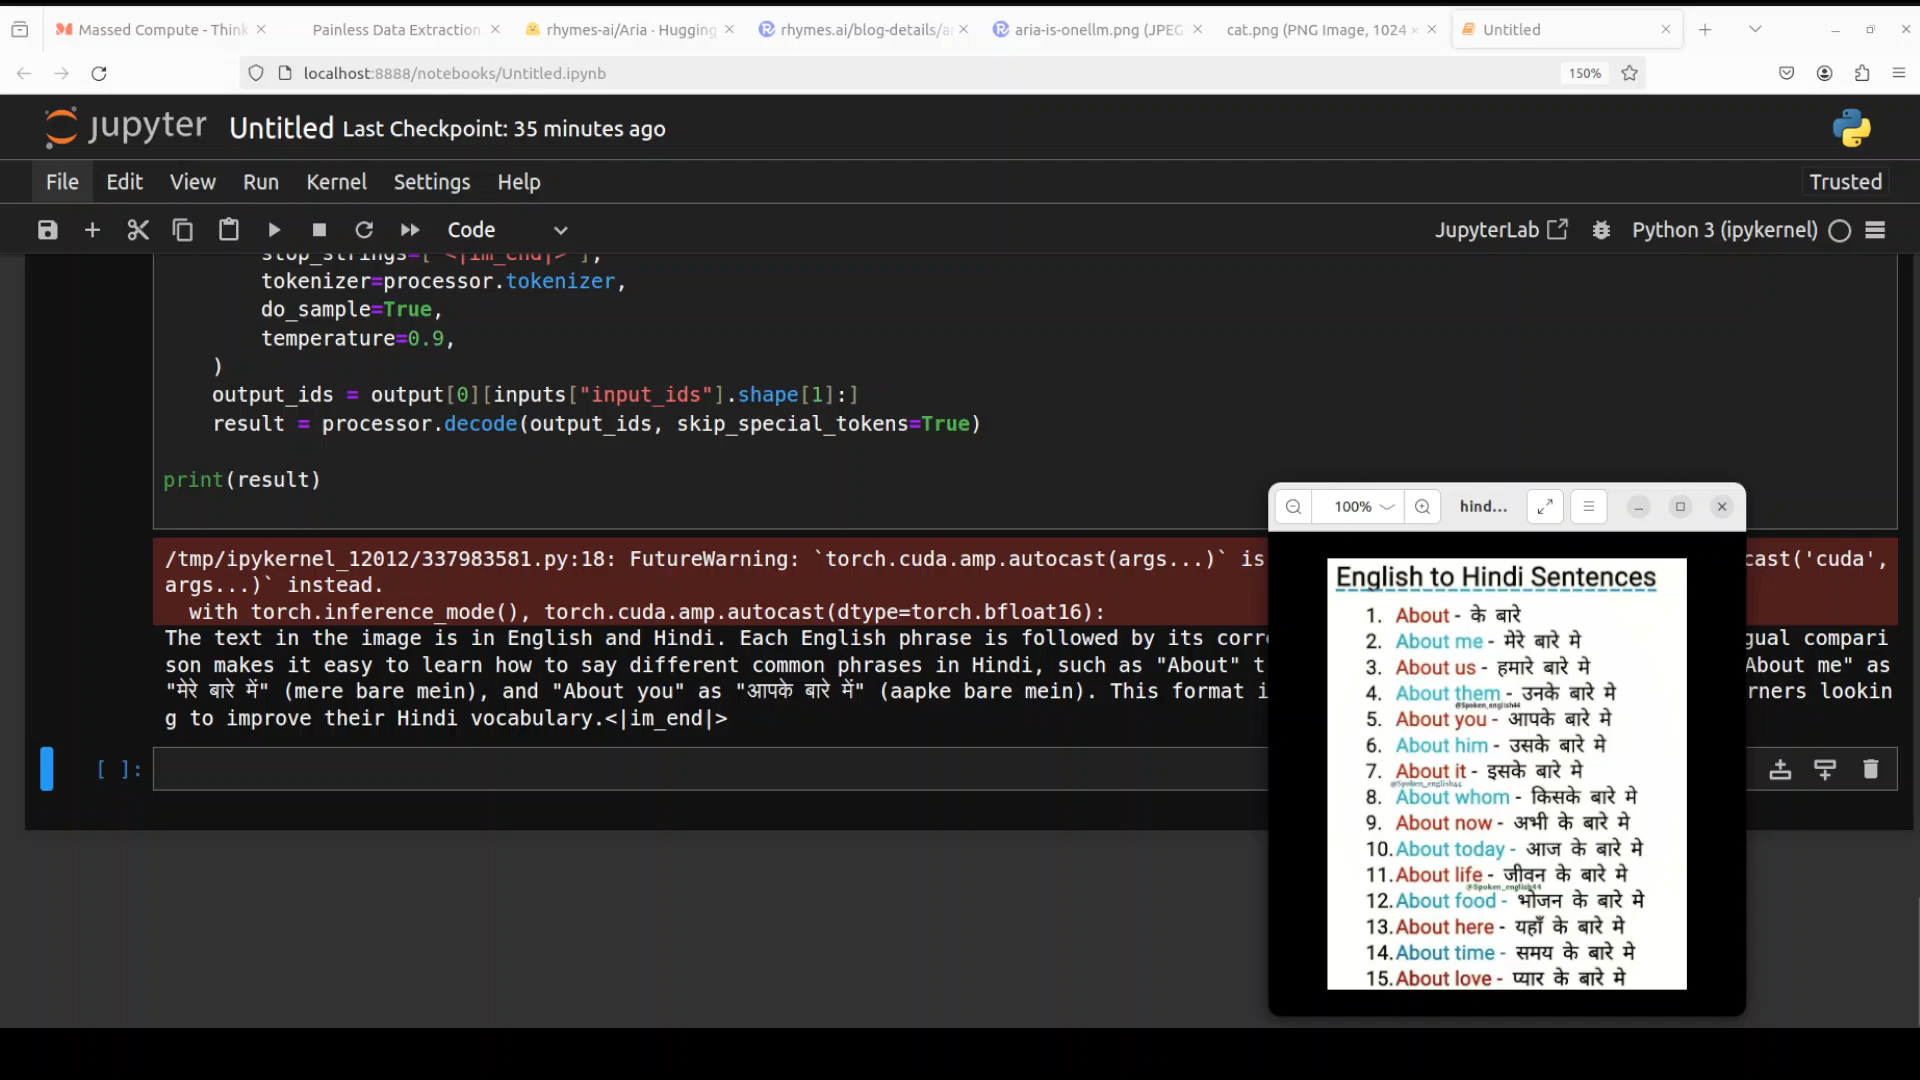 Massed Compute - Think
Painless Data Extraction
rhymes-ai/Aria · Hugging
rhymes.ai/blog-details/a
aria-is-onellm.png (JPEG
cat.png (PNG Image, 1024 ×
Untitled
localhost:8888/notebooks/Untitled.ipynb
150%
jupyter Untitled Last Checkpoint: 35 minutes ago
File Edit View Run Kernel Settings Help
Trusted
Code
JupyterLab
Python 3 (ipykernel)
stop_strings=["<|im_end|>"],
tokenizer=processor.tokenizer,
do_sample=True,
temperature=0.9,
)
output_ids = output[0][inputs["input_ids"].shape[1]:]
result = processor.decode(output_ids, skip_special_tokens=True)
print(result)
/tmp/ipykernel_12012/337983581.py:18: FutureWarning: `torch.cuda.amp.autocast(args...)` is cast('cuda',
args...)` instead.
with torch.inference_mode(), torch.cuda.amp.autocast(dtype=torch.bfloat16):
The text in the image is in English and Hindi. Each English phrase is followed by its corre gual compari
son makes it easy to learn how to say different common phrases in Hindi, such as "About" t About me" as
"मेरे बारे में" (mere bare mein), and "About you" as "आपके बारे में" (aapke bare mein). This format i rners lookin
g to improve their Hindi vocabulary.<|im_end|>
[ ]:
100%
hind...
English to Hindi Sentences
1. About - के बारे
2. About me - मेरे बारे मे
3. About us - हमारे बारे मे
4. About them - उनके बारे मे
@Spoken_english44
5. About you - आपके बारे मे
6. About him - उसके बारे मे
7. About it - इसके बारे मे
@Spoken_english44
8. About whom - किसके बारे मे
9. About now - अभी के बारे मे
10. About today - आज के बारे मे
11. About life - जीवन के बारे मे
@Spoken_english44
12. About food - भोजन के बारे मे
13. About here - यहाँ के बारे मे
14. About time - समय के बारे मे
15. About love - प्यार के बारे मे